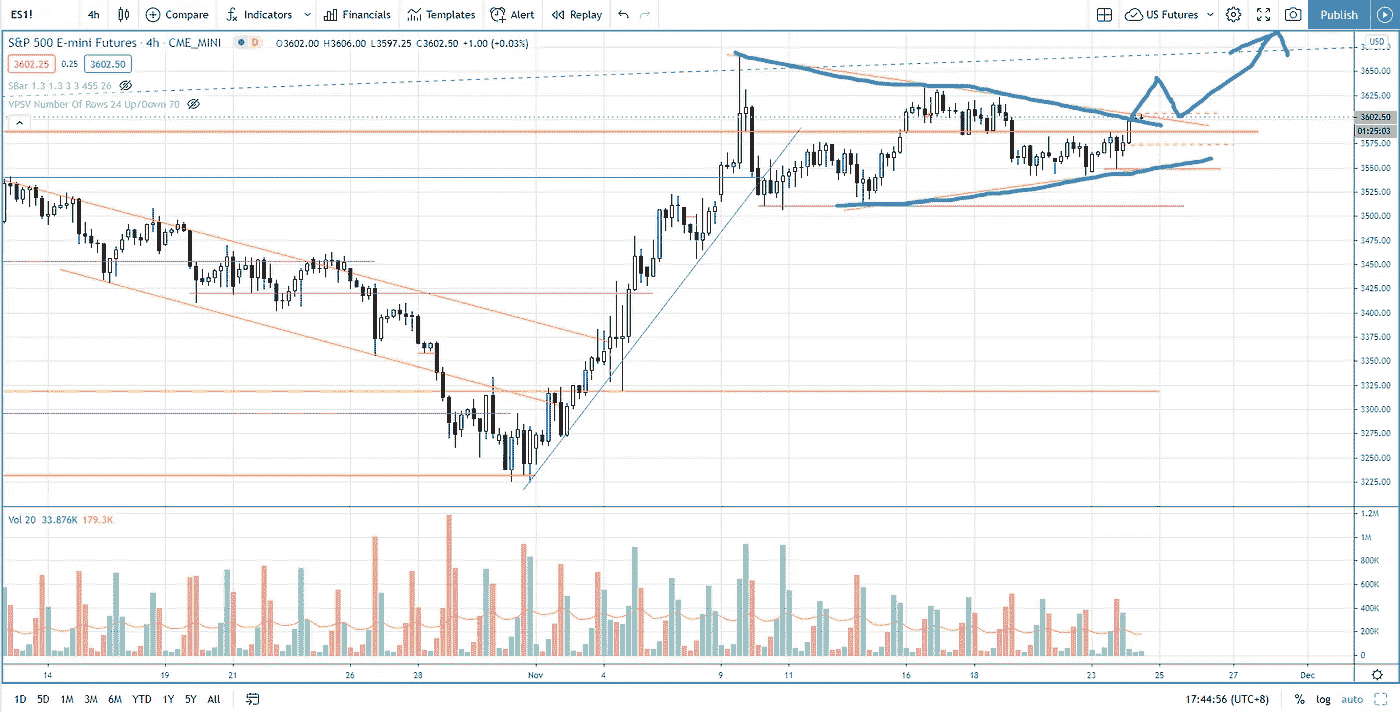 ES1! 4h Compare Indicators Financials Templates Alert Replay US Futures Publish
S&P 500 E-mini Futures · 4h · CME_MINI D O3602.00 H3606.00 L3597.25 C3602.50 +1.00 (+0.03%)
USD
3602.25 0.25 3602.50
SBar 1.3 1.3 3 3 455 26
VPSV Number Of Rows 24 Up/Down 70
3650.00
3625.00
3602.50
01:25:03
3575.00
3550.00
3525.00
3500.00
3475.00
3450.00
3425.00
3400.00
3375.00
3350.00
3325.00
3300.00
3275.00
3250.00
3225.00
Vol 20 33.876K 179.3K
1.2M
1M
800K
600K
400K
200K
0
14 19 21 26 28 Nov 4 9 11 16 18 23 25 27 Dec
1D 5D 1M 3M 6M YTD 1Y 5Y All 17:44:56 (UTC+8) % log auto